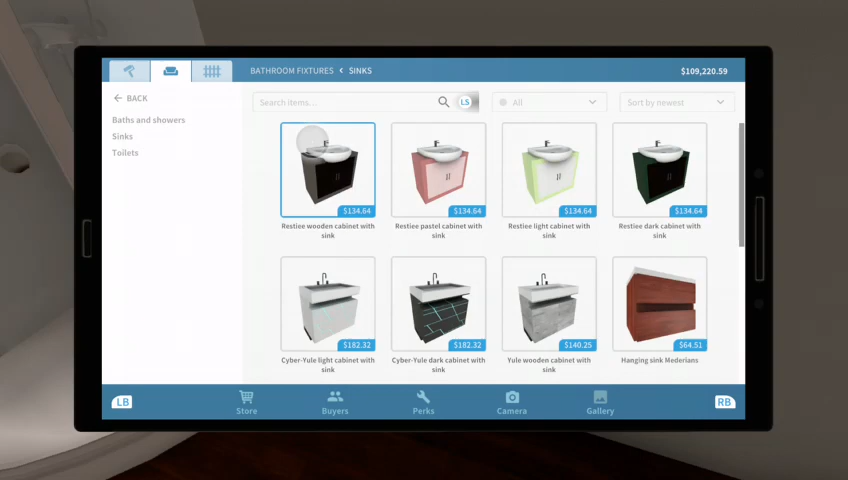 BATHROOM FIXTURES < SINKS
$109,220.59
BACK
Baths and showers
Sinks
Toilets
Search items...
LS
All
Sort by newest
$134.64
$134.64
$134.64
$134.64
Restiee wooden cabinet with
sink
Restiee pastel cabinet with
sink
Restiee light cabinet with
sink
Restiee dark cabinet with
sink
$182.32
$182.32
$140.25
$64.51
Cyber-Yule light cabinet with
sink
Cyber-Yule dark cabinet with
sink
Yule wooden cabinet with
sink
Hanging sink Mederians
LB
Store
Buyers
Perks
Camera
Gallery
RB